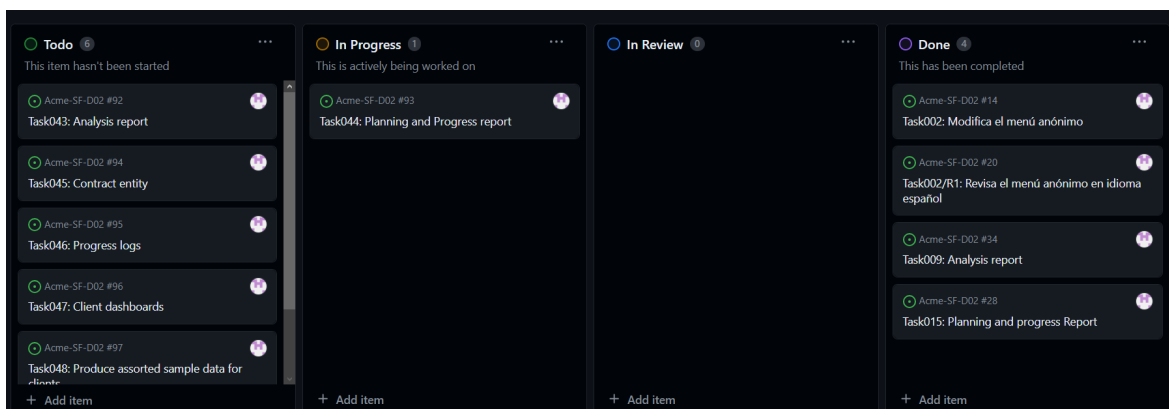 Todo 6 ...
This item hasn't been started
Acme-SF-D02 #92
Task043: Analysis report
Acme-SF-D02 #94
Task045: Contract entity
Acme-SF-D02 #95
Task046: Progress logs
Acme-SF-D02 #96
Task047: Client dashboards
Acme-SF-D02 #97
Task048: Produce assorted sample data for
clients
+ Add item
In Progress 1 ...
This is actively being worked on
Acme-SF-D02 #93
Task044: Planning and Progress report
+ Add item
In Review 0 ...
+ Add item
Done 4 ...
This has been completed
Acme-SF-D02 #14
Task002: Modifica el menú anónimo
Acme-SF-D02 #20
Task002/R1: Revisa el menú anónimo en idioma
español
Acme-SF-D02 #34
Task009: Analysis report
Acme-SF-D02 #28
Task015: Planning and progress Report
+ Add item